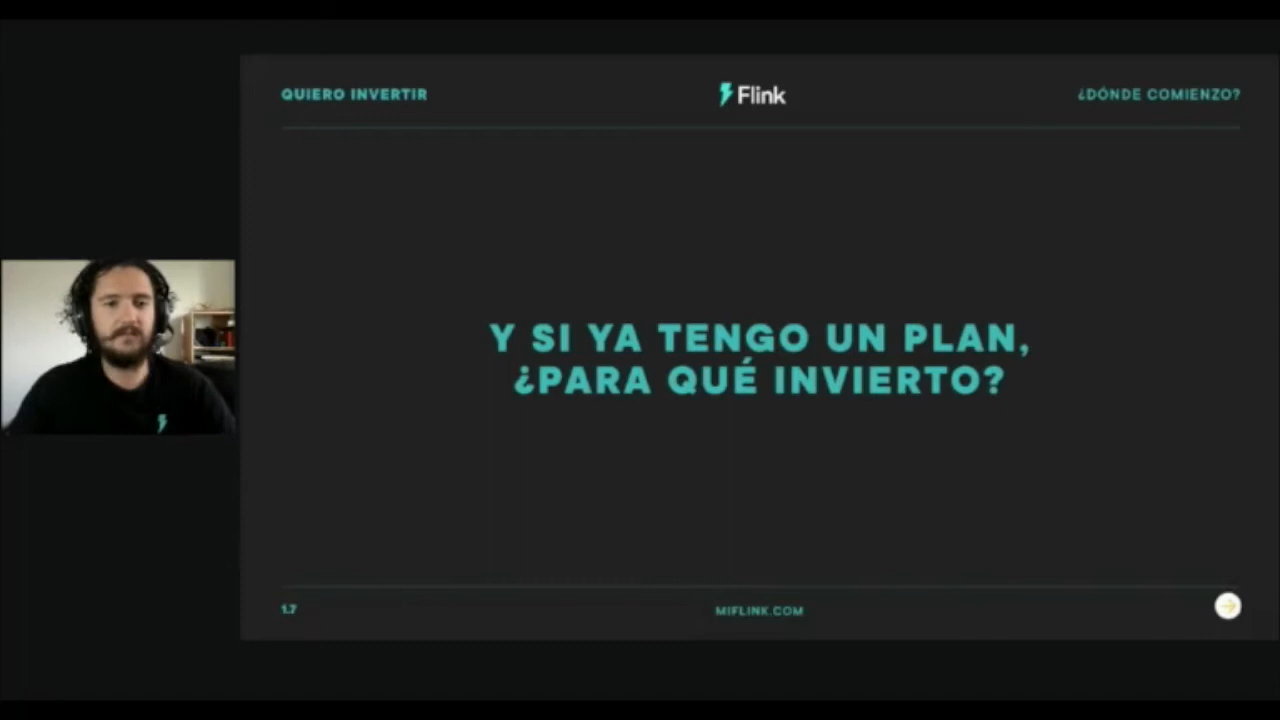 QUIERO INVERTIR
Flink
¿DÓNDE COMIENZO?
Y SI YA TENGO UN PLAN,
¿PARA QUÉ INVIERTO?
1.7
MIFLINK.COM